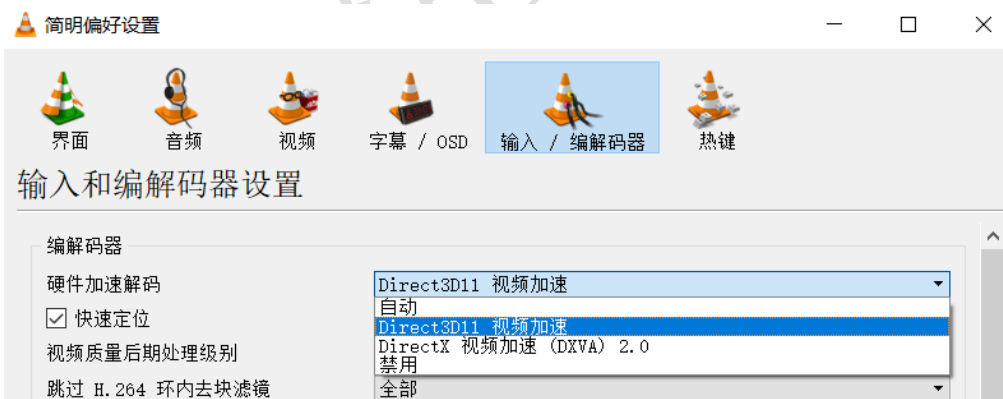 简明偏好设置
界面 音频 视频 字幕 / OSD 输入 / 编解码器 热键
输入和编解码器设置
编解码器
硬件加速解码 Direct3D11 视频加速
自动
快速定位 Direct3D11 视频加速
视频质量后期处理级别 DirectX 视频加速 (DXVA) 2.0
禁用
跳过 H.264 环内去块滤镜 全部